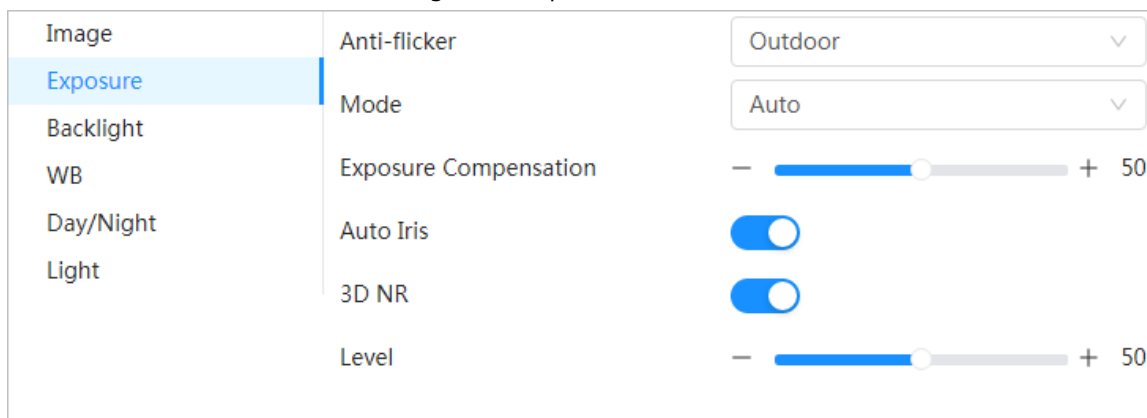 Image
Exposure
Backlight
WB
Day/Night
Light
Anti-flicker Outdoor
Mode Auto
Exposure Compensation 50
Auto Iris
3D NR
Level 50